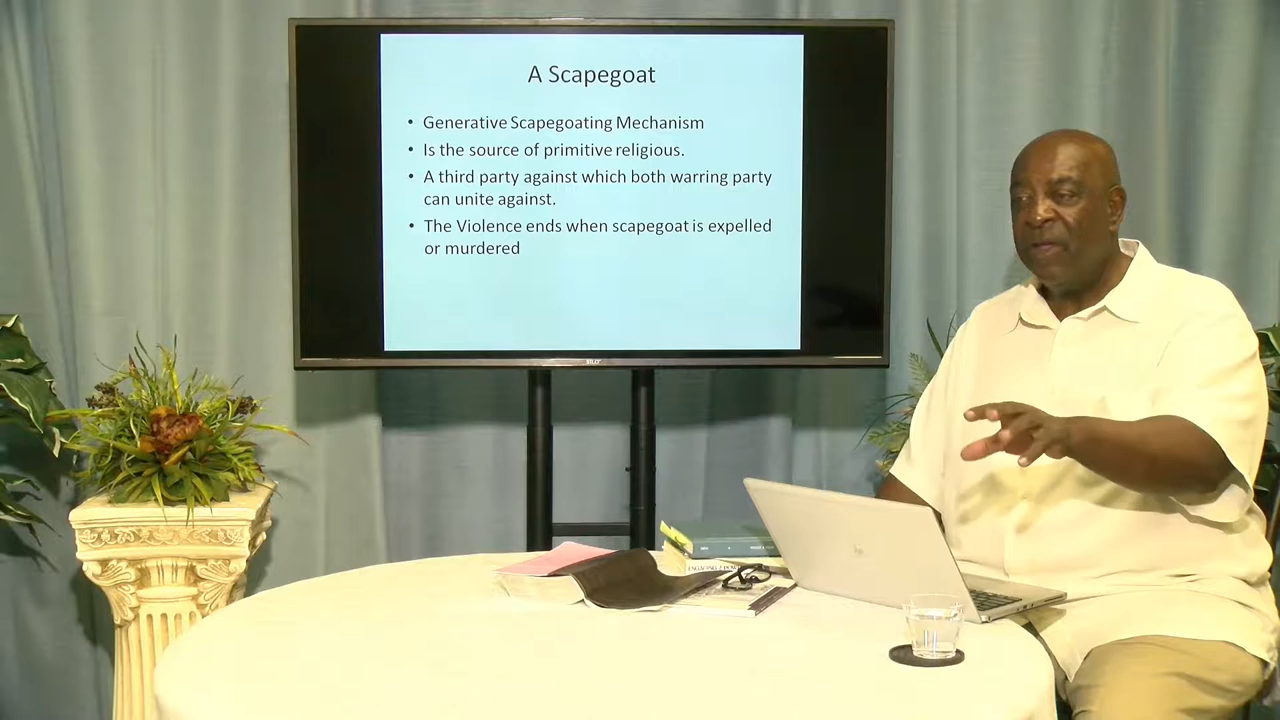 A Scapegoat
• Generative Scapegoating Mechanism
• Is the source of primitive religious.
• A third party against which both warring party
can unite against.
• The Violence ends when scapegoat is expelled
or murdered